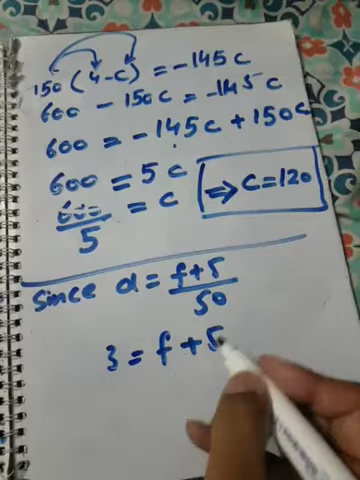 150 (4-c) = -145c
600 - 150c = -145c
600 = -145c + 150c
600 = 5c
600/5 = c ⇒ c=120
Since d = f+5/50
3 = f+5